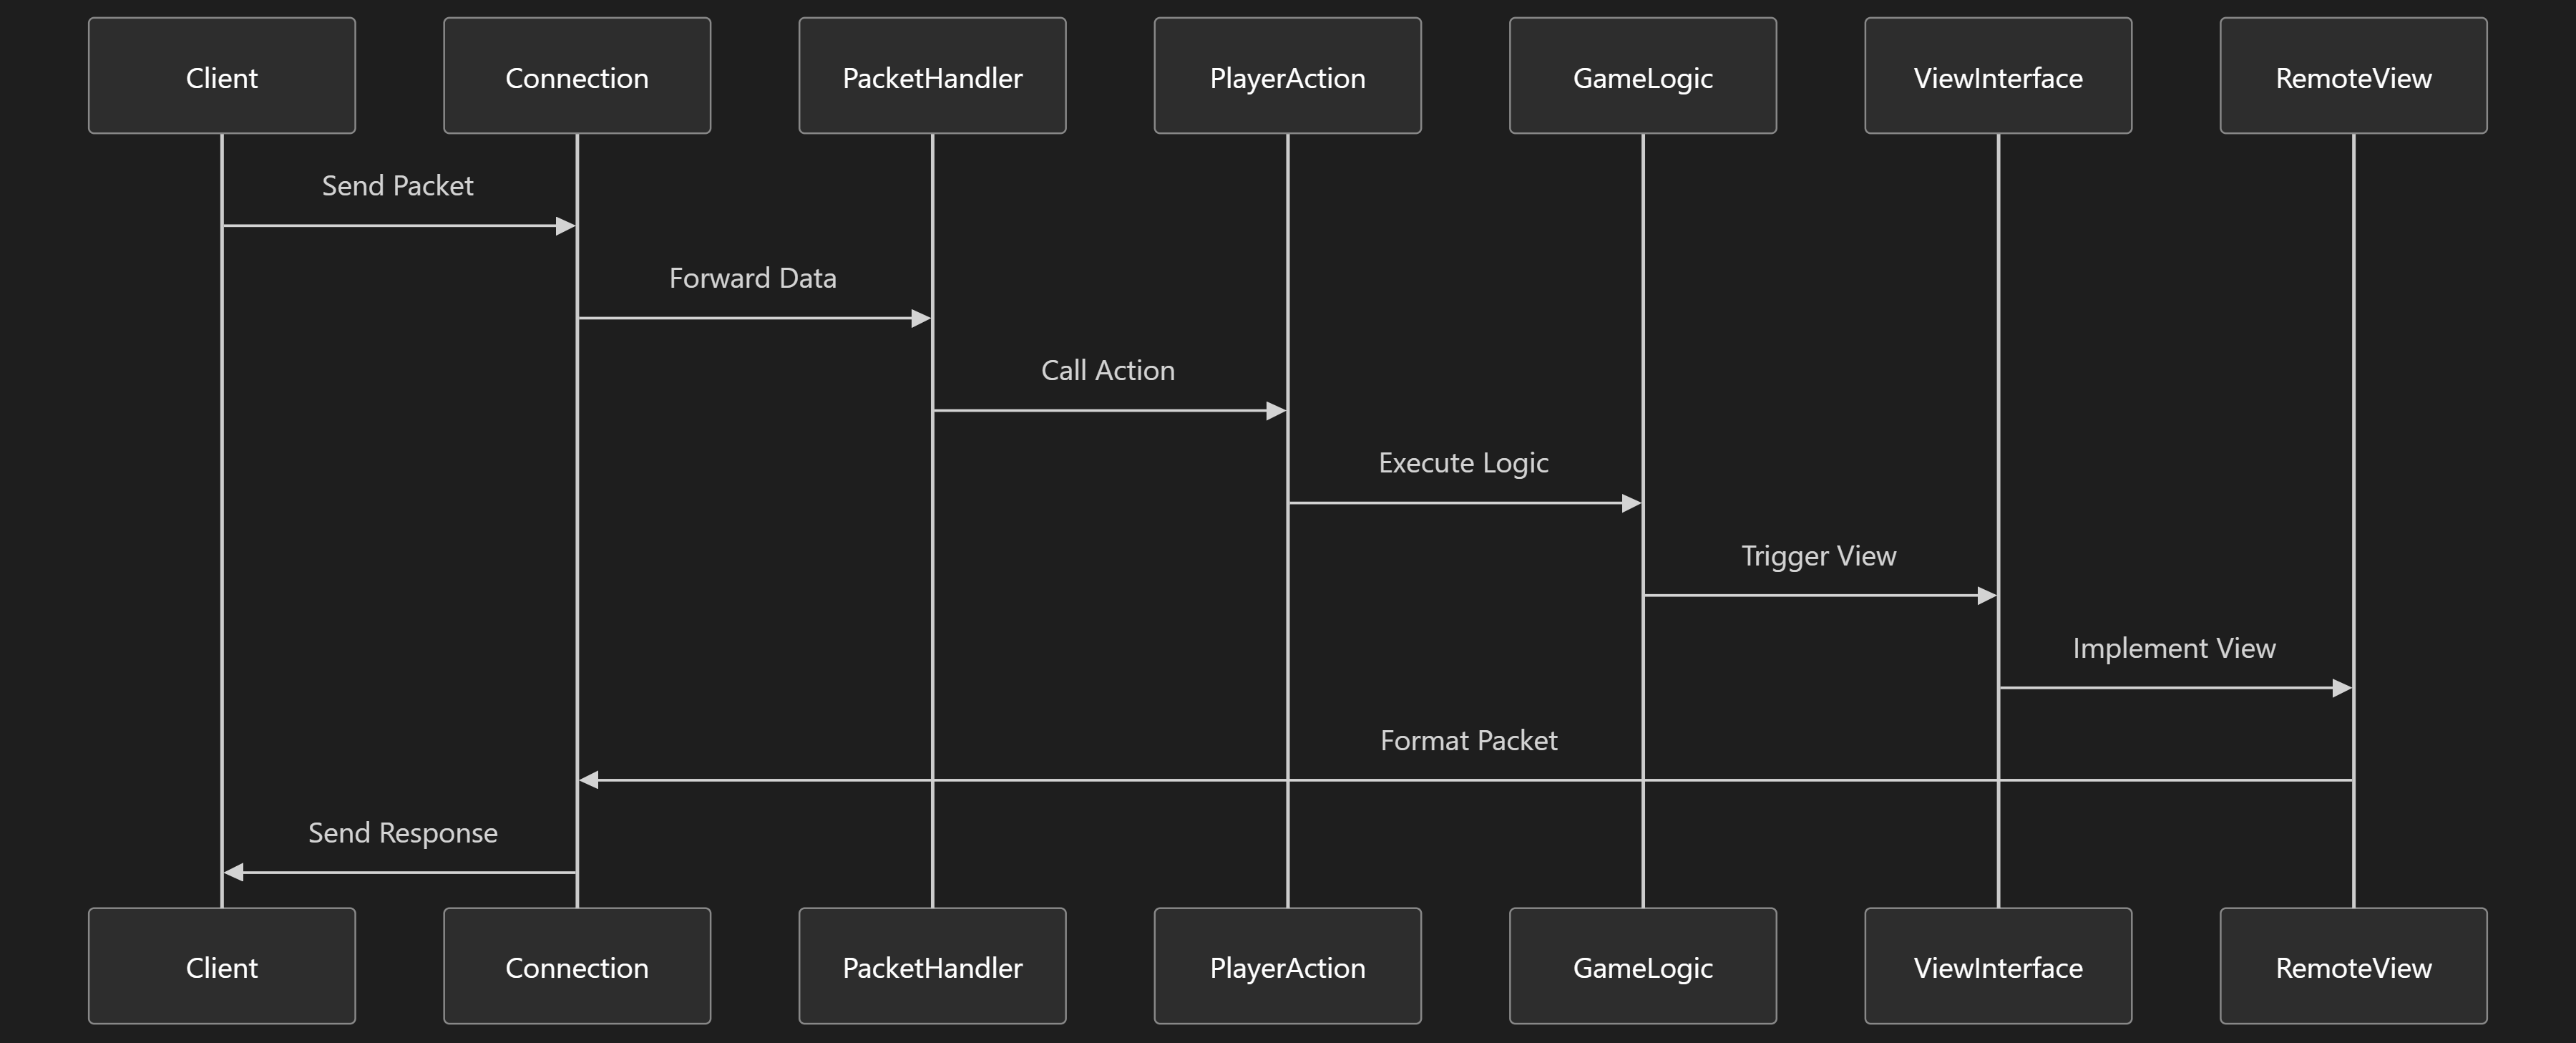 Client
Connection
PacketHandler
PlayerAction
GameLogic
ViewInterface
RemoteView
Send Packet
Forward Data
Call Action
Execute Logic
Trigger View
Implement View
Format Packet
Send Response
Client
Connection
PacketHandler
PlayerAction
GameLogic
ViewInterface
RemoteView